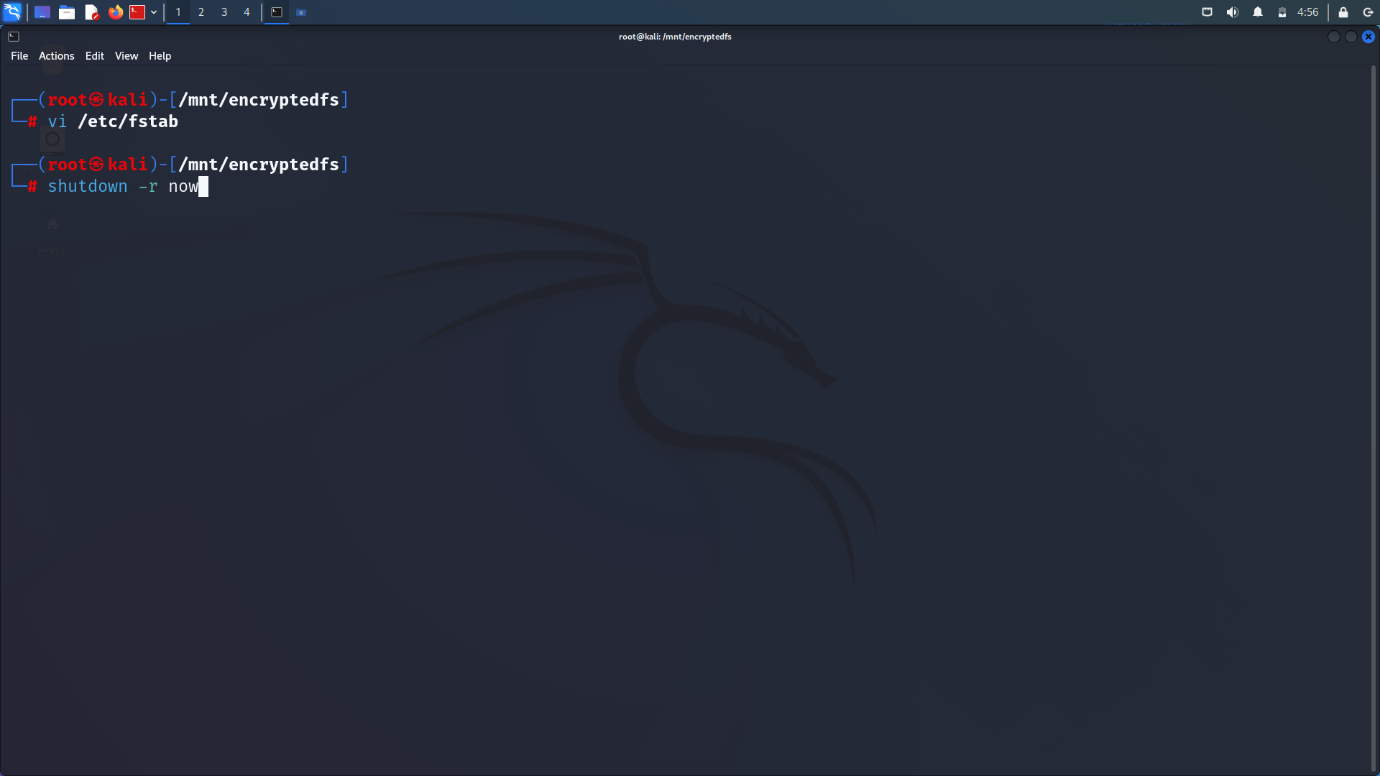 1 2 3 4 4:56
root@kali: /mnt/encryptedfs
File Actions Edit View Help
┌──(root㉿kali)-[/mnt/encryptedfs]
└─# vi /etc/fstab
┌──(root㉿kali)-[/mnt/encryptedfs]
└─# shutdown -r now